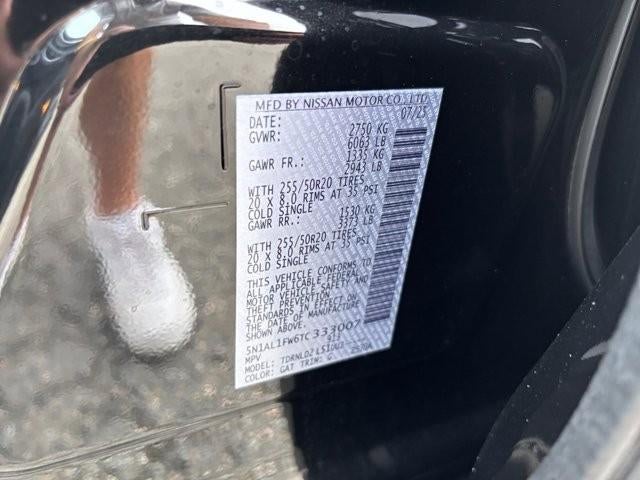 MFD BY NISSAN MOTOR CO., LTD
DATE: 07/25
GVWR: 2750 KG
6063 LB
GAWR FR.: 1335 KG
2943 LB
WITH 255/50R20 TIRES
20 X 8.0 RIMS AT 35 PSI
COLD SINGLE
GAWR RR.: 1530 KG
3373 LB
WITH 255/50R20 TIRES
20 X 8.0 RIMS AT 35 PSI
COLD SINGLE
THIS VEHICLE CONFORMS TO
ALL APPLICABLE FEDERAL
MOTOR VEHICLE SAFETY AND
THEFT PREVENTION
STANDARDS IN EFFECT ON
THE DATE OF MANUFACTURE
SHOWN ABOVE.
5N1AL1FW6TC333007
MPV
MODEL:
COLOR: GAT TRIM: G